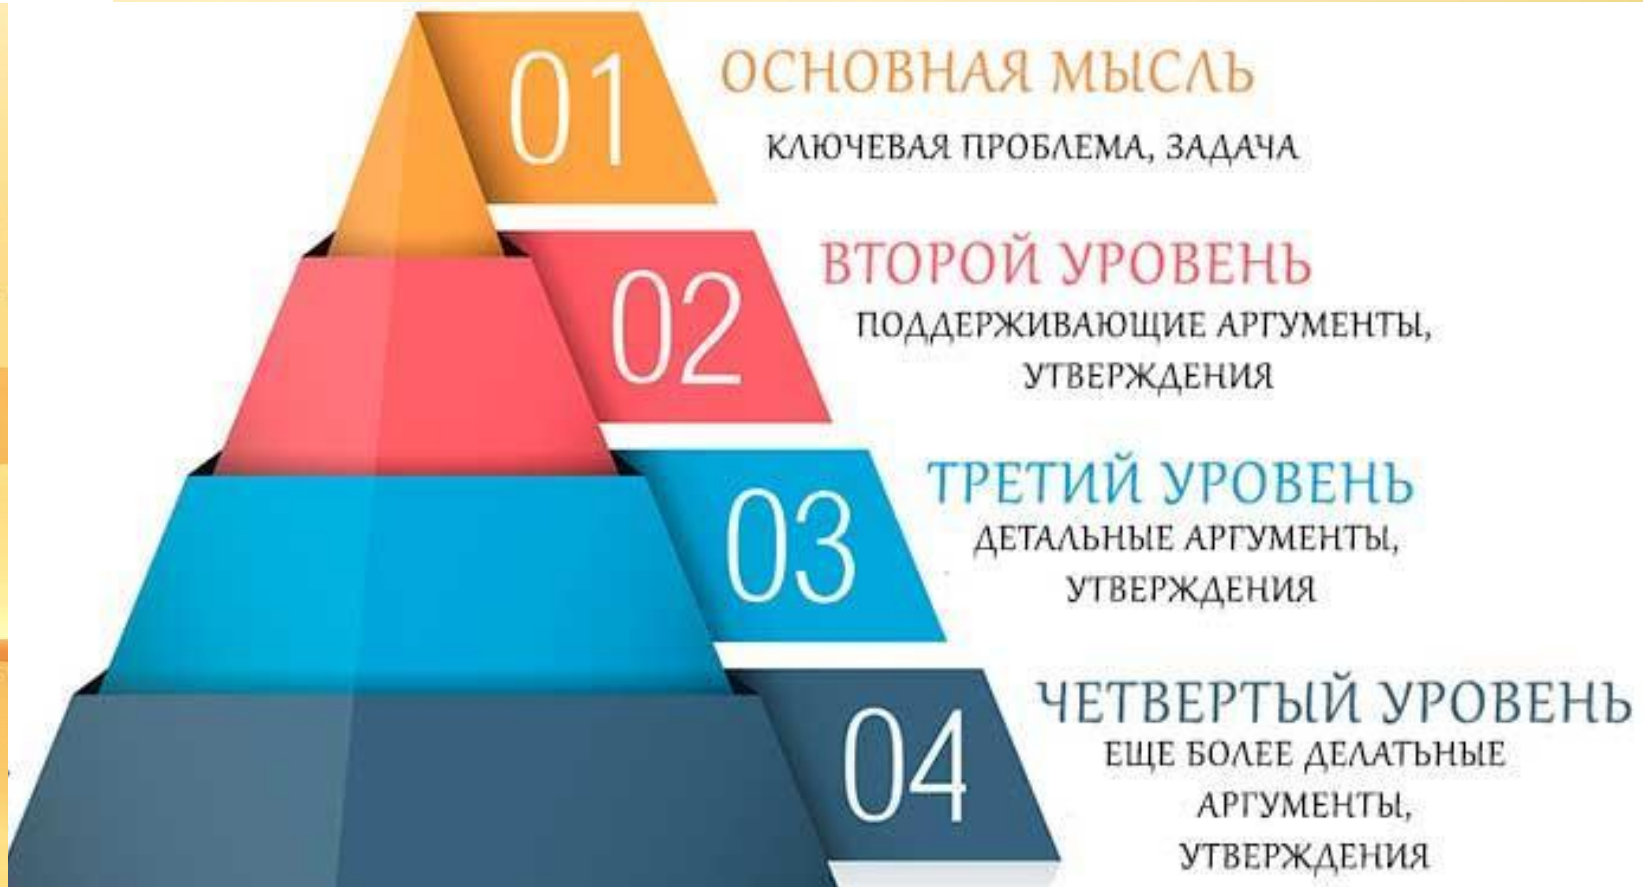 01
ОСНОВНАЯ МЫСЛЬ
КЛЮЧЕВАЯ ПРОБЛЕМА, ЗАДАЧА
02
ВТОРОЙ УРОВЕНЬ
ПОДДЕРЖИВАЮЩИЕ АРГУМЕНТЫ,
УТВЕРЖДЕНИЯ
03
ТРЕТИЙ УРОВЕНЬ
ДЕТАЛЬНЫЕ АРГУМЕНТЫ,
УТВЕРЖДЕНИЯ
04
ЧЕТВЕРТЫЙ УРОВЕНЬ
ЕЩЕ БОЛЕЕ ДЕЛАТЬНЫЕ
АРГУМЕНТЫ,
УТВЕРЖДЕНИЯ